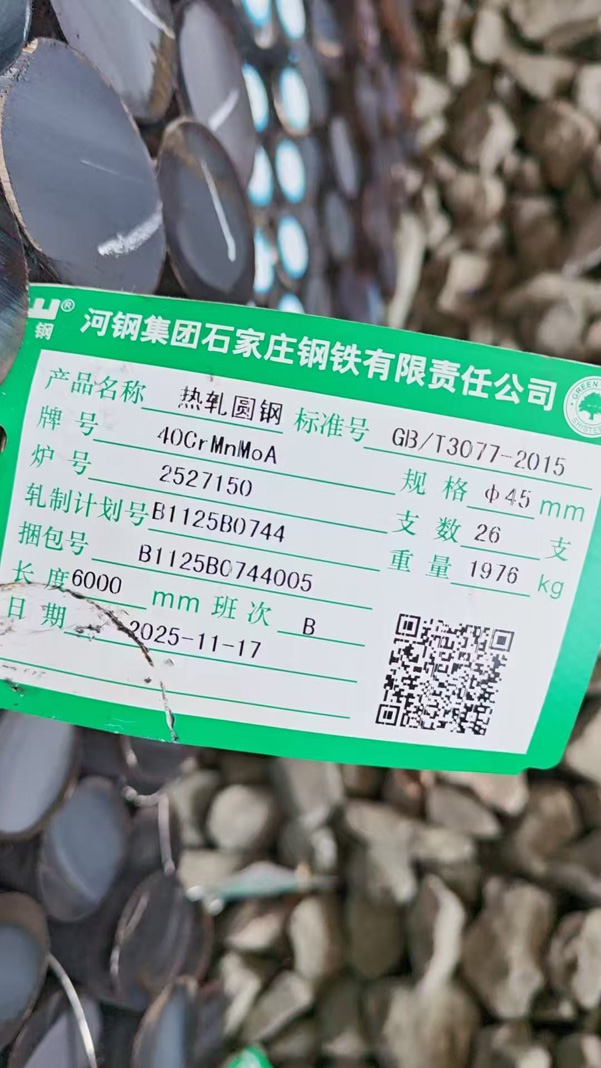 钢®
河钢集团石家庄钢铁有限责任公司
产品名称 热轧圆钢 标准号 GB/T3077-2015
牌号 40CrMnMoA 规格 Φ45 mm
炉号 2527150 支数 26 支
轧制计划号 B1125B0744 重量 1976 kg
捆包号 B1125B0744005
长度 6000 mm 班次 B
日期 2025-11-17
GREEN